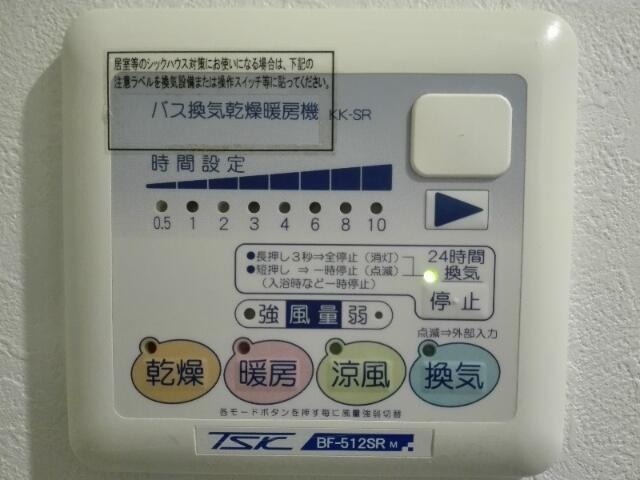 居室等のシックハウス対策にお使いになる場合は、下記の
注意ラベルを換気設備または操作スイッチ等に貼ってください。
バス換気乾燥暖房機 KK-SR
時間設定
0.5 1 2 3 4 6 8 10
●長押し3秒⇒全停止（消灯）
●短押し ⇒ 一時停止（点滅）
（入浴時など一時停止）
24時間
換気
停止
強 風量 弱
点滅⇒外部入力
乾燥 暖房 涼風 換気
各モードボタンを押す毎に風量強弱切替
TSK BF-512SR M